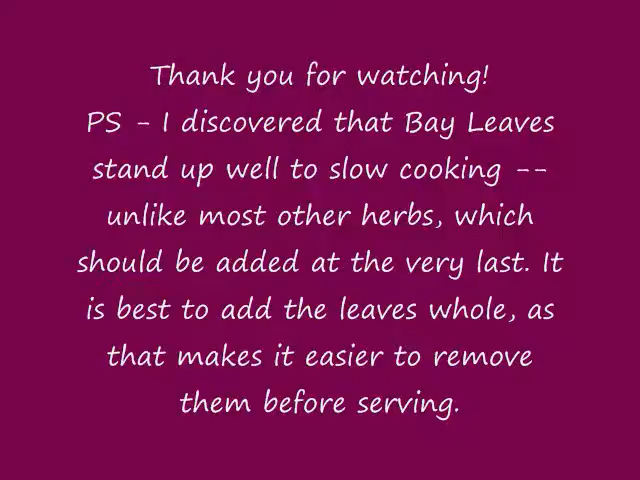 Thank you for watching!
PS - I discovered that Bay Leaves
stand up well to slow cooking --
unlike most other herbs, which
should be added at the very last. It
is best to add the leaves whole, as
that makes it easier to remove
them before serving.